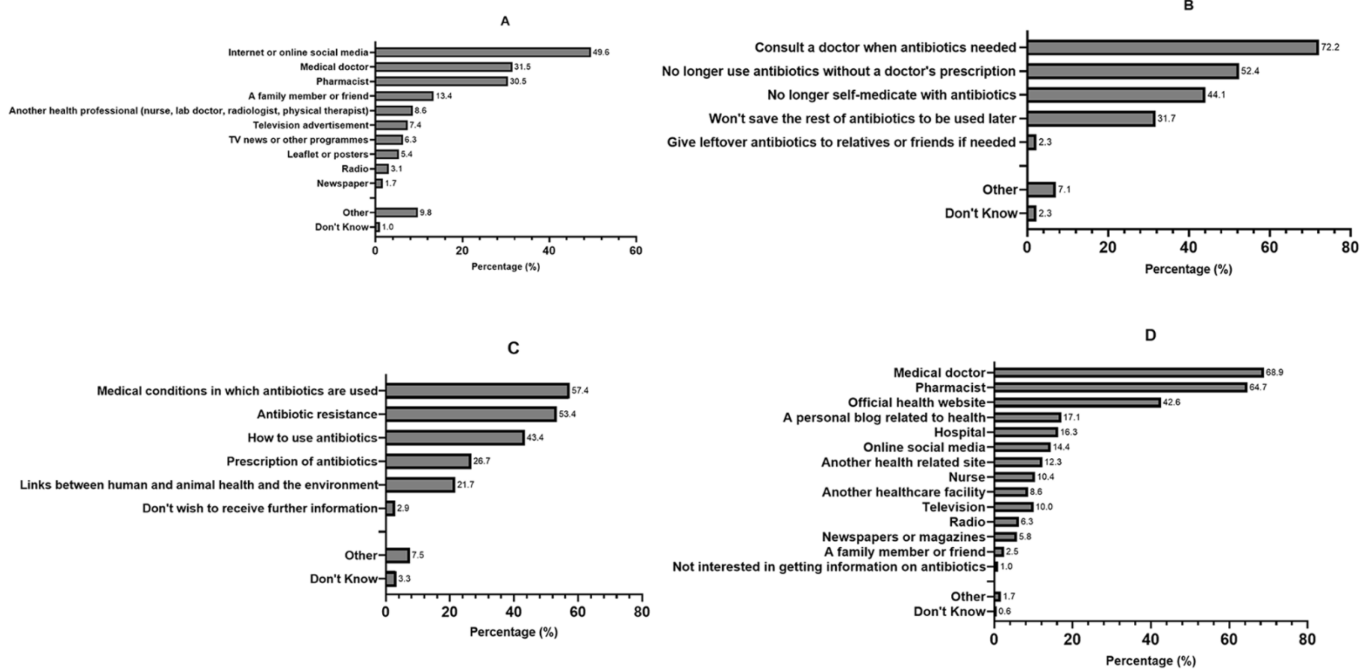 A
Internet or online social media 49.6
Medical doctor 31.5
Pharmacist 30.5
A family member or friend 13.4
Another health professional (nurse, lab doctor, radiologist, physical therapist) 8.6
Television advertisement 7.4
TV news or other programmes 6.3
Leaflet or posters 5.4
Radio 3.1
Newspaper 1.7
Other 9.8
Don't Know 1.0
0 20 40 60
Percentage (%)
B
Consult a doctor when antibiotics needed 72.2
No longer use antibiotics without a doctor's prescription 52.4
No longer self-medicate with antibiotics 44.1
Won't save the rest of antibiotics to be used later 31.7
Give leftover antibiotics to relatives or friends if needed 2.3
Other 7.1
Don't Know 2.3
0 20 40 60 80
Percentage (%)
C
Medical conditions in which antibiotics are used 57.4
Antibiotic resistance 53.4
How to use antibiotics 43.4
Prescription of antibiotics 26.7
Links between human and animal health and the environment 21.7
Don't wish to receive further information 2.9
Other 7.5
Don't Know 3.3
0 20 40 60 80
Percentage (%)
D
Medical doctor 68.9
Pharmacist 64.7
Official health website 42.6
A personal blog related to health 17.1
Hospital 16.3
Online social media 14.4
Another health related site 12.3
Nurse 10.4
Another healthcare facility 8.6
Television 10.0
Radio 6.3
Newspapers or magazines 5.8
A family member or friend 2.5
Not interested in getting information on antibiotics 1.0
Other 1.7
Don't Know 0.6
0 20 40 60 80
Percentage (%)